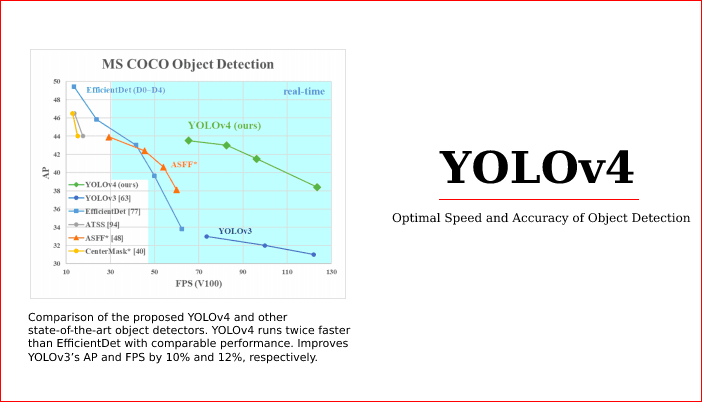 MS COCO Object Detection
EfficientDet (D0~D4)
real-time
YOLOv4 (ours)
ASFF*
YOLOv3
AP
50
48
46
44
42
40
38
36
34
32
30
YOLOv4 (ours)
YOLOv3 [63]
EfficientDet [77]
ATSS [94]
ASFF* [48]
CenterMask* [40]
10 30 50 70 90 110 130
FPS (V100)
Comparison of the proposed YOLOv4 and other
state-of-the-art object detectors. YOLOv4 runs twice faster
than EfficientDet with comparable performance. Improves
YOLOv3’s AP and FPS by 10% and 12%, respectively.
YOLOv4
Optimal Speed and Accuracy of Object Detection